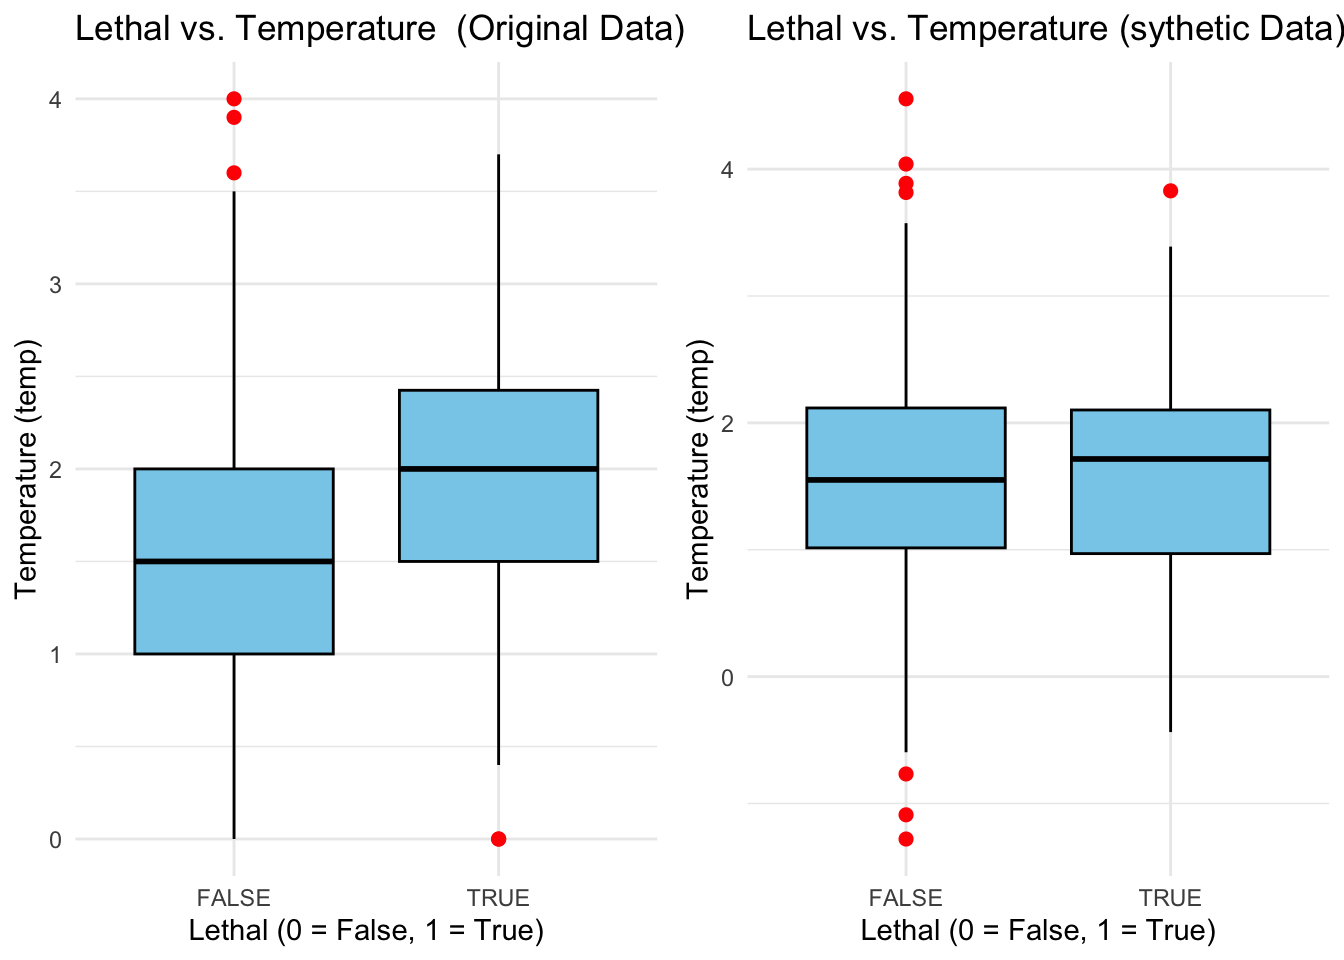 Lethal vs. Temperature  (Original Data)
Temperature (temp)
4
3
2
1
0
FALSE
TRUE
Lethal (0 = False, 1 = True)
Lethal vs. Temperature (sythetic Data)
Temperature (temp)
4
2
0
FALSE
TRUE
Lethal (0 = False, 1 = True)